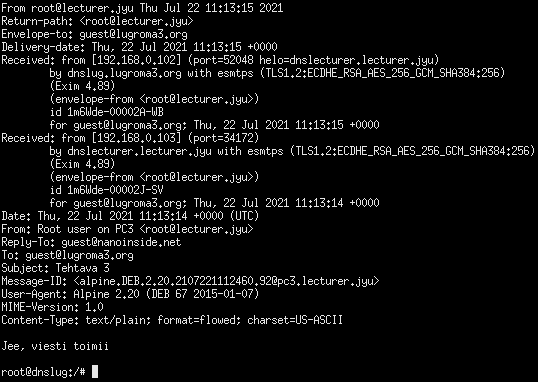 From root@lecturer.jyu Thu Jul 22 11:13:15 2021
Return-path: <root@lecturer.jyu>
Envelope-to: guest@lugroma3.org
Delivery-date: Thu, 22 Jul 2021 11:13:15 +0000
Received: from [192.168.0.102] (port=52048 helo=dnslecturer.lecturer.jyu)
by dnslug.lugroma3.org with esmtps (TLS1.2:ECDHE_RSA_AES_256_GCM_SHA384:256)
(Exim 4.89)
(envelope-from <root@lecturer.jyu>)
id 1m6Wde-00002A-WB
for guest@lugroma3.org; Thu, 22 Jul 2021 11:13:15 +0000
Received: from [192.168.0.103] (port=34172)
by dnslecturer.lecturer.jyu with esmtps (TLS1.2:ECDHE_RSA_AES_256_GCM_SHA384:256)
(Exim 4.89)
(envelope-from <root@lecturer.jyu>)
id 1m6Wde-00002J-SV
for guest@lugroma3.org; Thu, 22 Jul 2021 11:13:14 +0000
Date: Thu, 22 Jul 2021 11:13:14 +0000 (UTC)
From: Root user on PC3 <root@lecturer.jyu>
Reply-To: guest@nanoinside.net
To: guest@lugroma3.org
Subject: Tehtava 3
Message-ID: <alpine.DEB.2.20.2107221112460.92@pc3.lecturer.jyu>
User-Agent: Alpine 2.20 (DEB 67 2015-01-07)
MIME-Version: 1.0
Content-Type: text/plain; format=flowed; charset=US-ASCII
Jee, viesti toimii
root@dnslug:/#